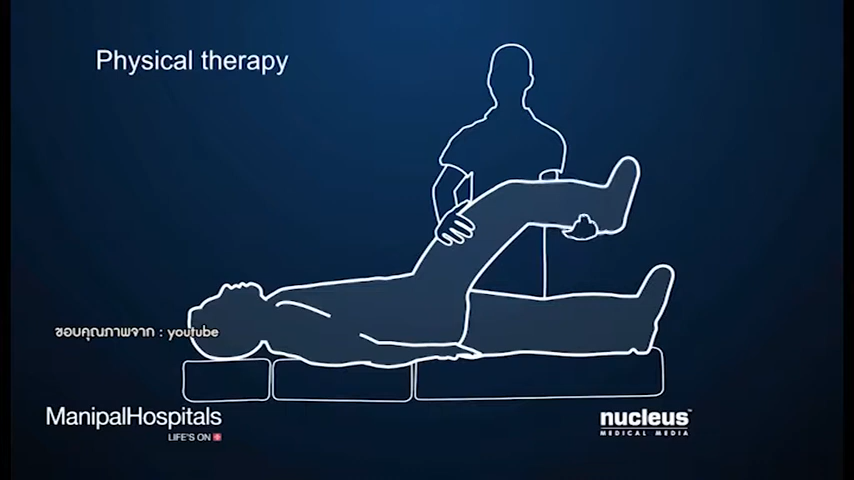 Physical therapy
ขอบคุณภาพจาก : youtube
ManipalHospitals
LIFE'S ON
nucleus™
MEDICAL MEDIA